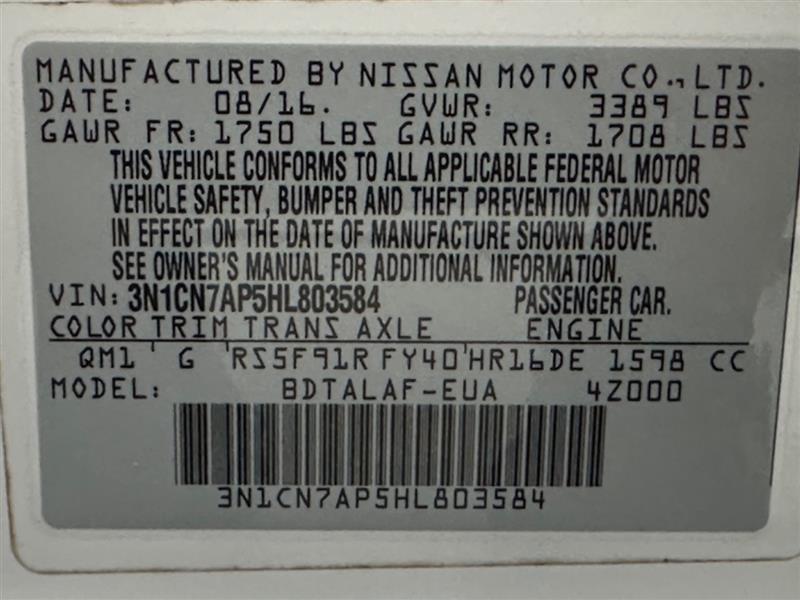 MANUFACTURED BY NISSAN MOTOR CO., LTD.
DATE: 08/16. GVWR: 3389 LBS
GAWR FR: 1750 LBS GAWR RR: 1708 LBS
THIS VEHICLE CONFORMS TO ALL APPLICABLE FEDERAL MOTOR
VEHICLE SAFETY, BUMPER AND THEFT PREVENTION STANDARDS
IN EFFECT ON THE DATE OF MANUFACTURE SHOWN ABOVE.
SEE OWNER'S MANUAL FOR ADDITIONAL INFORMATION.
VIN: 3N1CN7AP5HL803584 PASSENGER CAR.
COLOR TRIM TRANS AXLE ENGINE
QM1 ' G ' RS5F91R FY40 ' HR16DE 1598 CC
MODEL: BDTALAF-EUA 4Z000
3N1CN7AP5HL803584